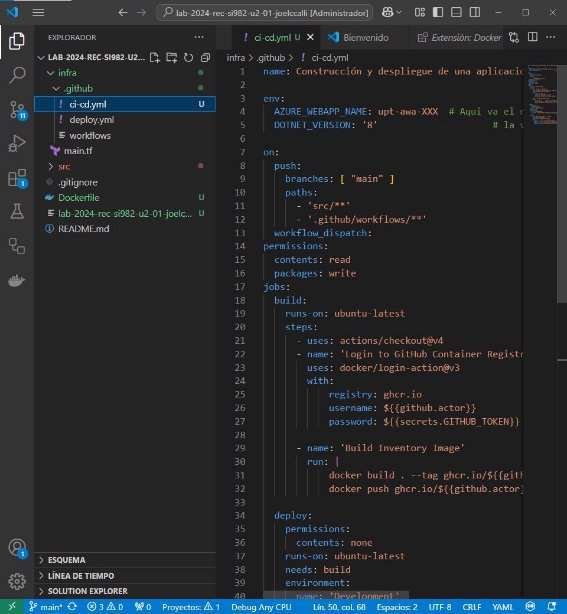 lab-2024-rec-si982-u2-01-joelccalli [Administrador]
EXPLORADOR
LAB-2024-REC-SI982-U2...
infra
.github
ci-cd.yml U
deploy.yml
worldflows
main.tf
src
.gitignore
Dockerfile U
lab-2024-rec-si982-u2-01-joelcc... U
README.md
ESQUEMA
LÍNEA DE TIEMPO
SOLUTION EXPLORER
11
1
1
ci-cd.yml U
Bienvenido
Extensión: Docker
infra > .github > ci-cd.yml
1 name: Construcción y despliegue de una aplicacio
2
3 env:
4 AZURE_WEBAPP_NAME: upt-awa-XXX # Aqui va el
5 DOTNET_VERSION: '8' # la v
6
7 on:
8 push:
9 branches: [ "main" ]
10 paths:
11 - 'src/**'
12 - '.github/workflows/**'
13 workflow_dispatch:
14 permissions:
15 contents: read
16 packages: write
17 jobs:
18 build:
19 runs-on: ubuntu-latest
20 steps:
21 - uses: actions/checkout@v4
22 - name: 'Login to GitHub Container Registr
23 uses: docker/login-action@v3
24 with:
25 registry: ghcr.io
26 username: ${{github.actor}}
27 password: ${{secrets.GITHUB_TOKEN}}
28
29 - name: 'Build Inventory Image'
30 run: |
31 docker build . --tag ghcr.io/${{gith
32 docker push ghcr.io/${{github.actor}
33
34 deploy:
35 permissions:
36 contents: none
37 runs-on: ubuntu-latest
38 needs: build
39 environment:
40 name: 'Development'
main* 3 0 0 Proyectos: 1 Debug Any CPU Lín. 50, col. 68 Espacios: 2 UTF-8 CRLF YAML